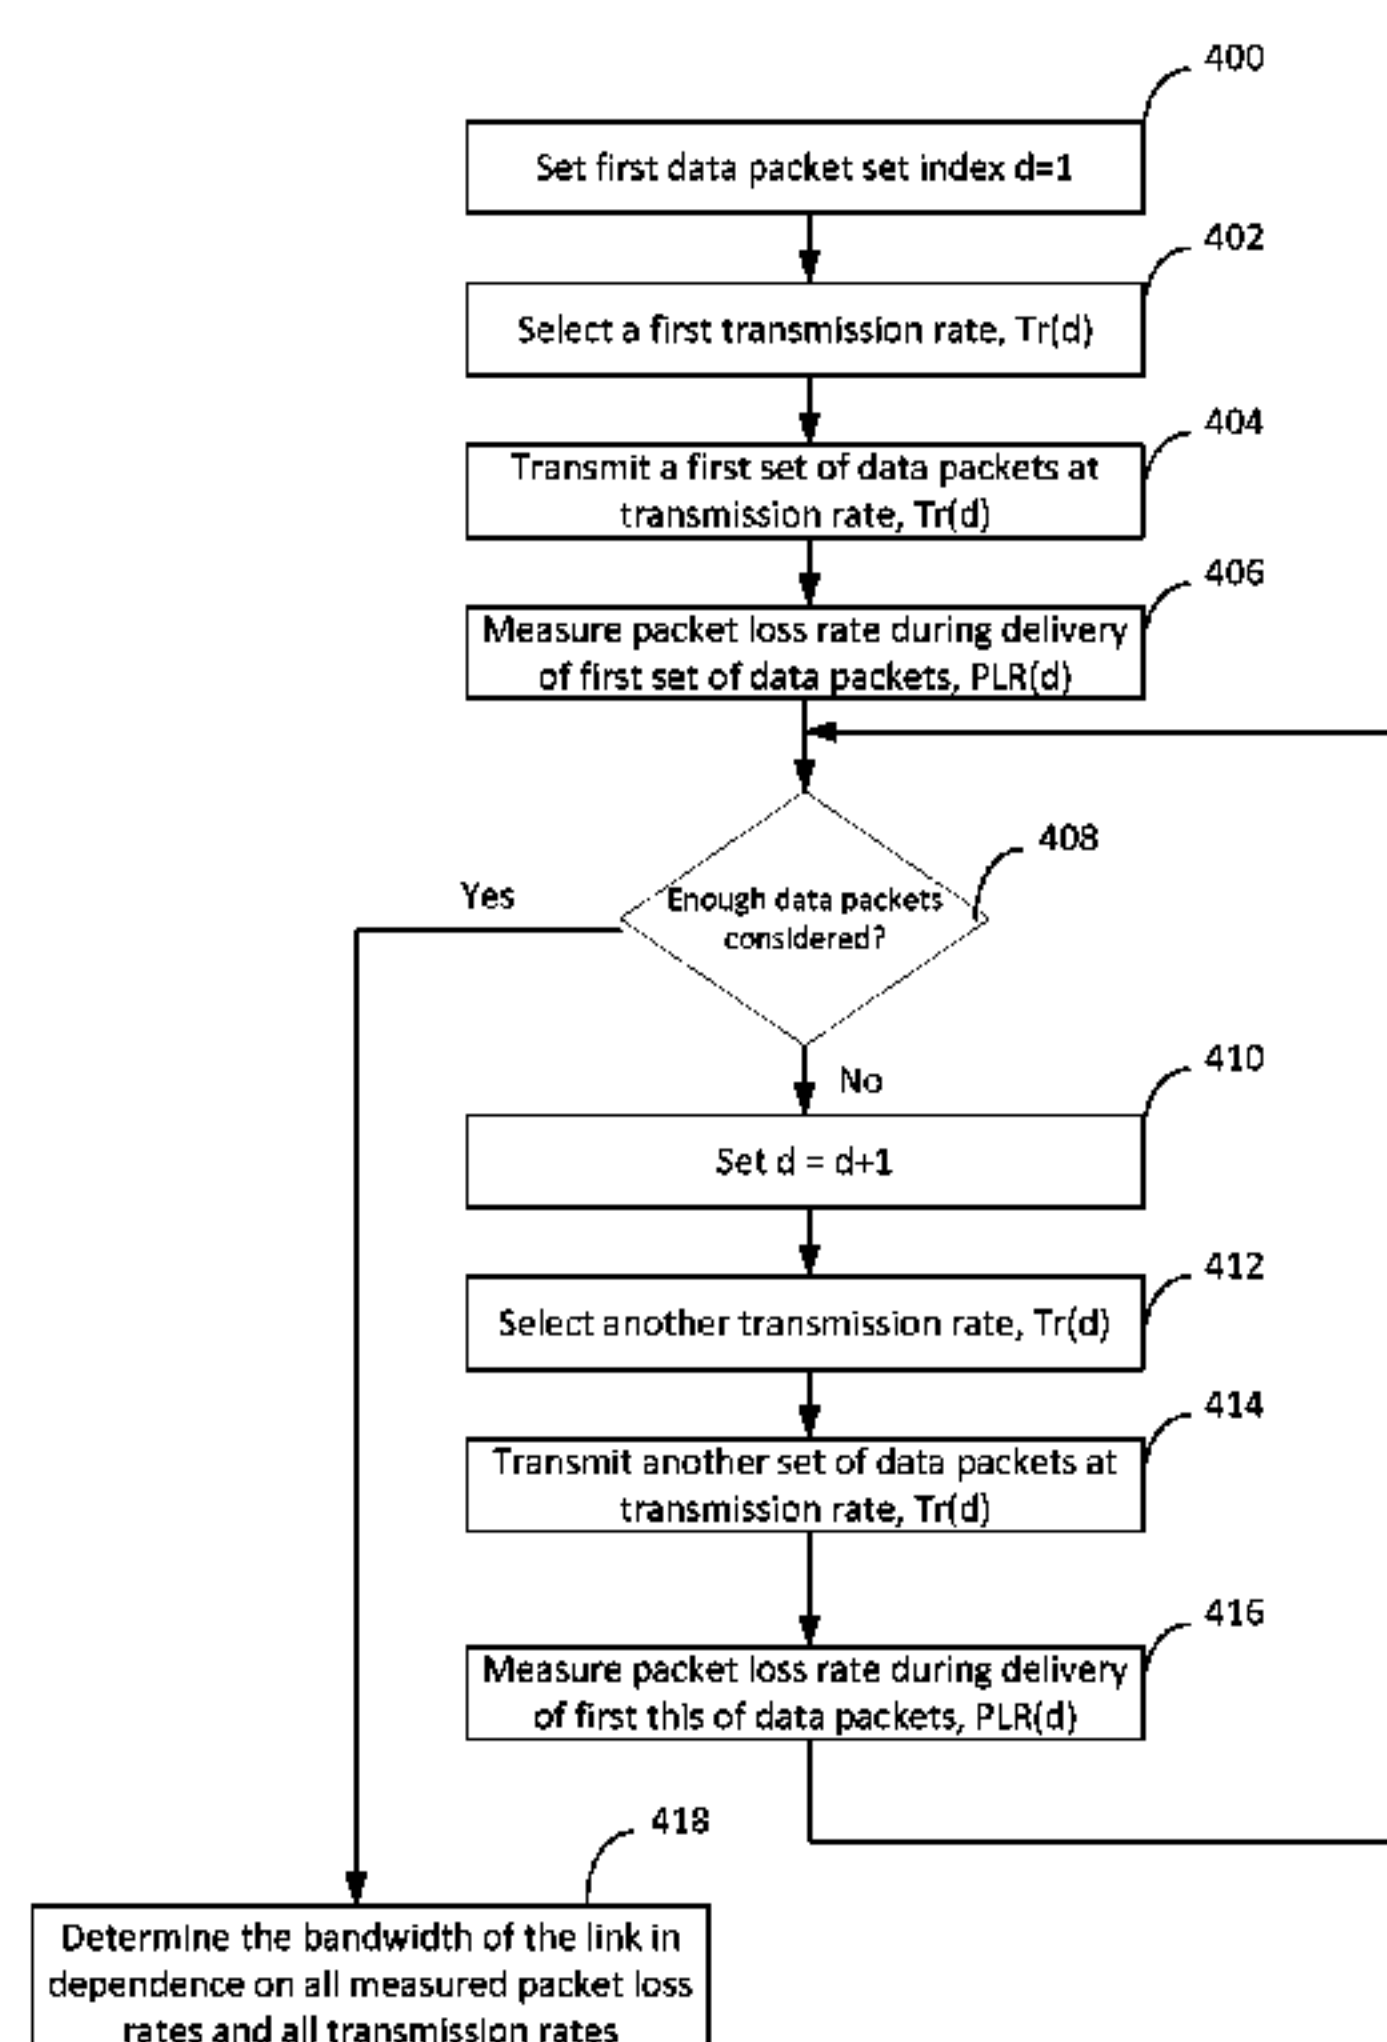 400
Set first data packet set index d=1
402
Select a first transmission rate, Tr(d)
404
Transmit a first set of data packets at
transmission rate, Tr(d)
406
Measure packet loss rate during delivery
of first set of data packets, PLR(d)
408
Enough data packets
considered?
Yes
No
410
Set d = d+1
412
Select another transmission rate, Tr(d)
414
Transmit another set of data packets at
transmission rate, Tr(d)
416
Measure packet loss rate during delivery
of first this of data packets, PLR(d)
418
Determine the bandwidth of the link in
dependence on all measured packet loss
rates and all transmission rates